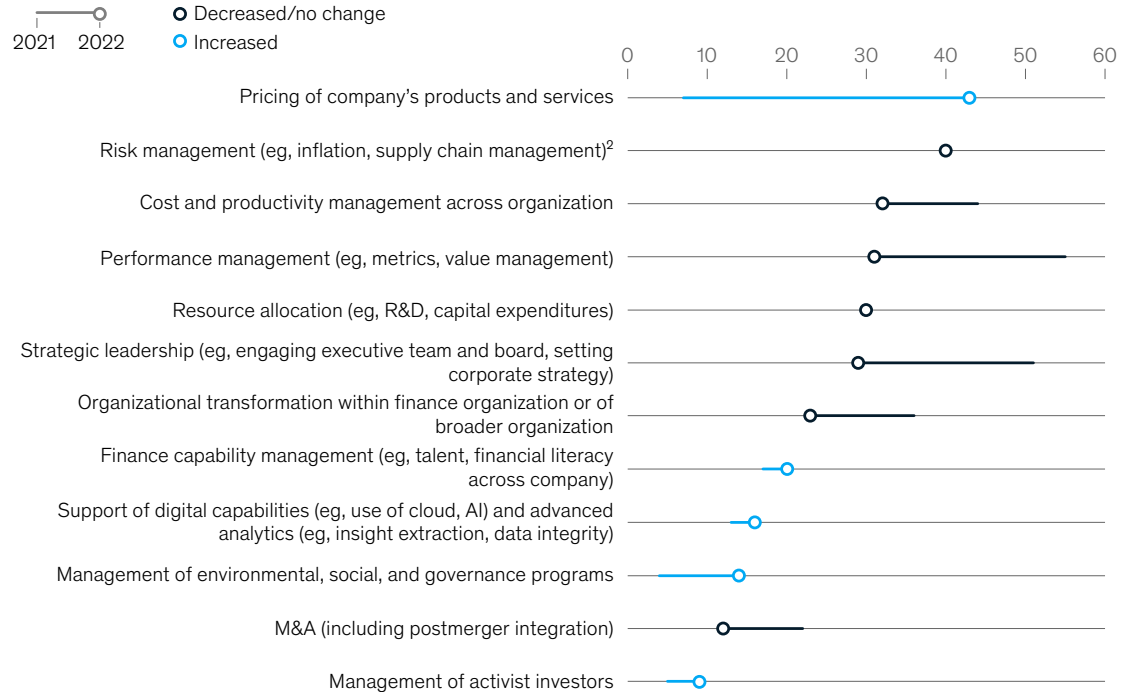 Decreased/no change
2021 2022
Increased
0 10 20 30 40 50 60
Pricing of company’s products and services
Risk management (eg, inflation, supply chain management)2
Cost and productivity management across organization
Performance management (eg, metrics, value management)
Resource allocation (eg, R&D, capital expenditures)
Strategic leadership (eg, engaging executive team and board, setting
corporate strategy)
Organizational transformation within finance organization or of
broader organization
Finance capability management (eg, talent, financial literacy
across company)
Support of digital capabilities (eg, use of cloud, AI) and advanced
analytics (eg, insight extraction, data integrity)
Management of environmental, social, and governance programs
M&A (including postmerger integration)
Management of activist investors